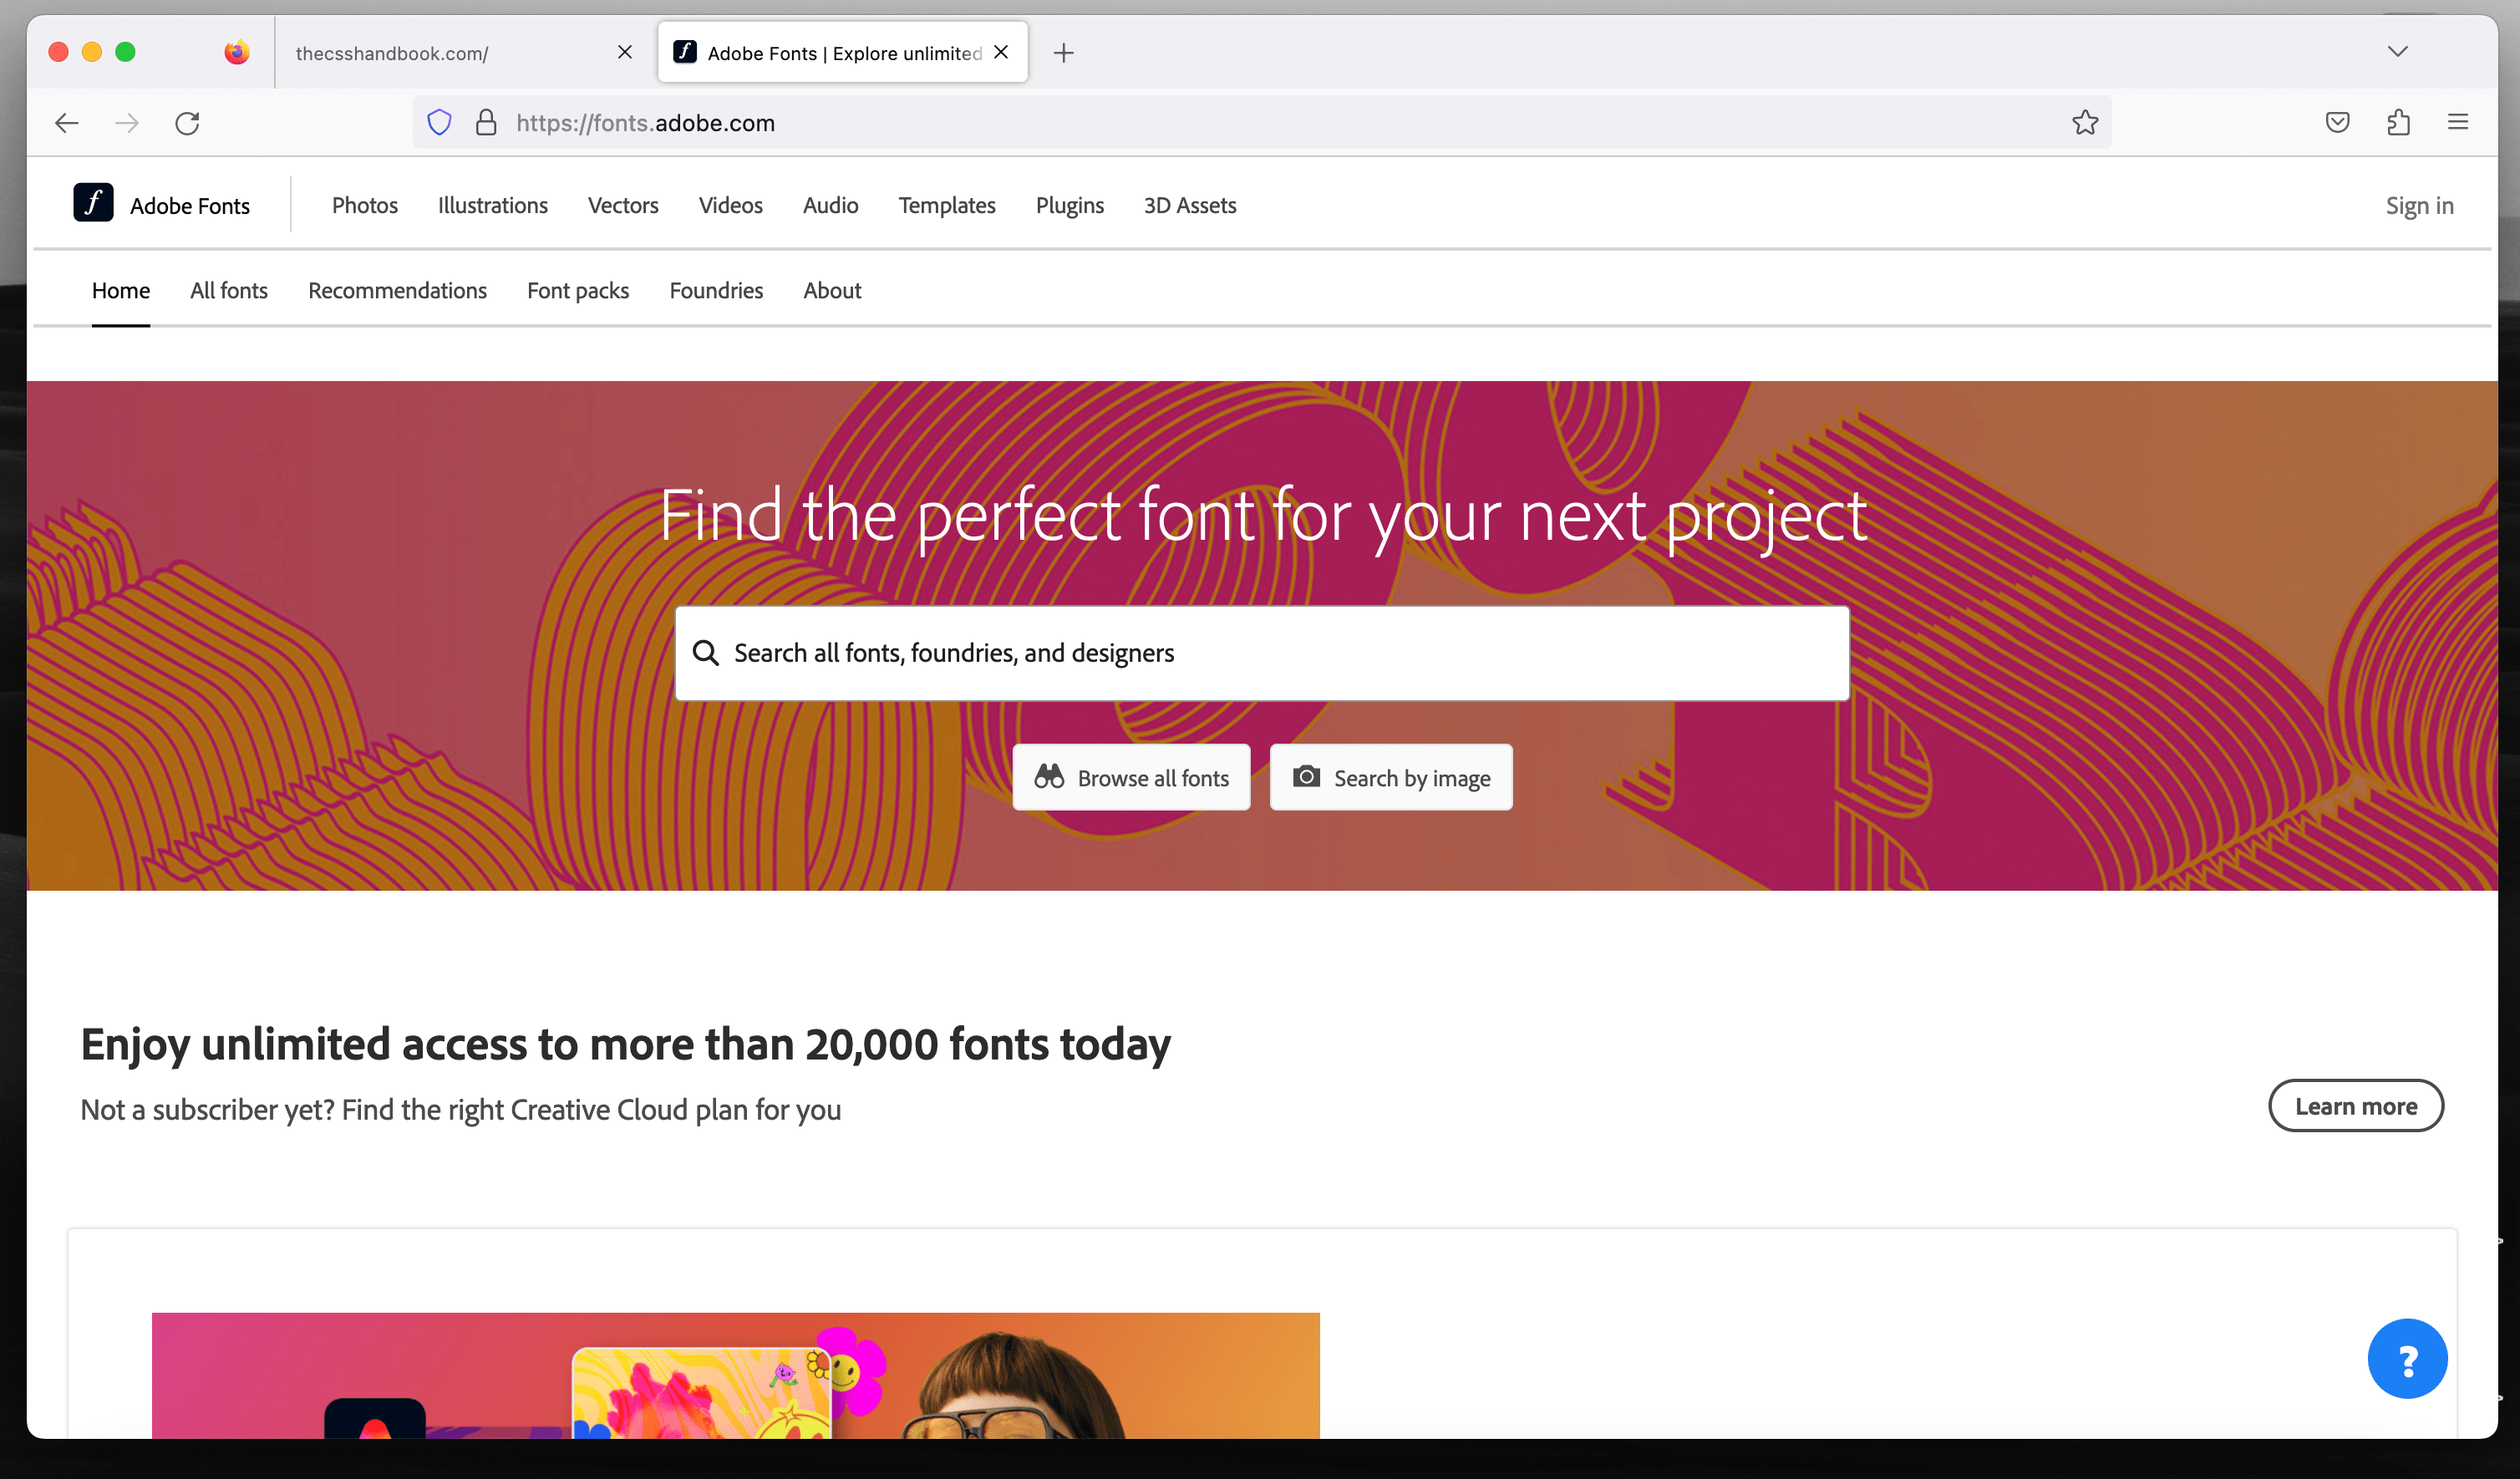 thecsshandbook.com/
Adobe Fonts | Explore unlimited
https://fonts.adobe.com
Adobe Fonts
Photos
Illustrations
Vectors
Videos
Audio
Templates
Plugins
3D Assets
Sign in
Home
All fonts
Recommendations
Font packs
Foundries
About
Find the perfect font for your next project
Search all fonts, foundries, and designers
Browse all fonts
Search by image
Enjoy unlimited access to more than 20,000 fonts today
Not a subscriber yet? Find the right Creative Cloud plan for you
Learn more
?